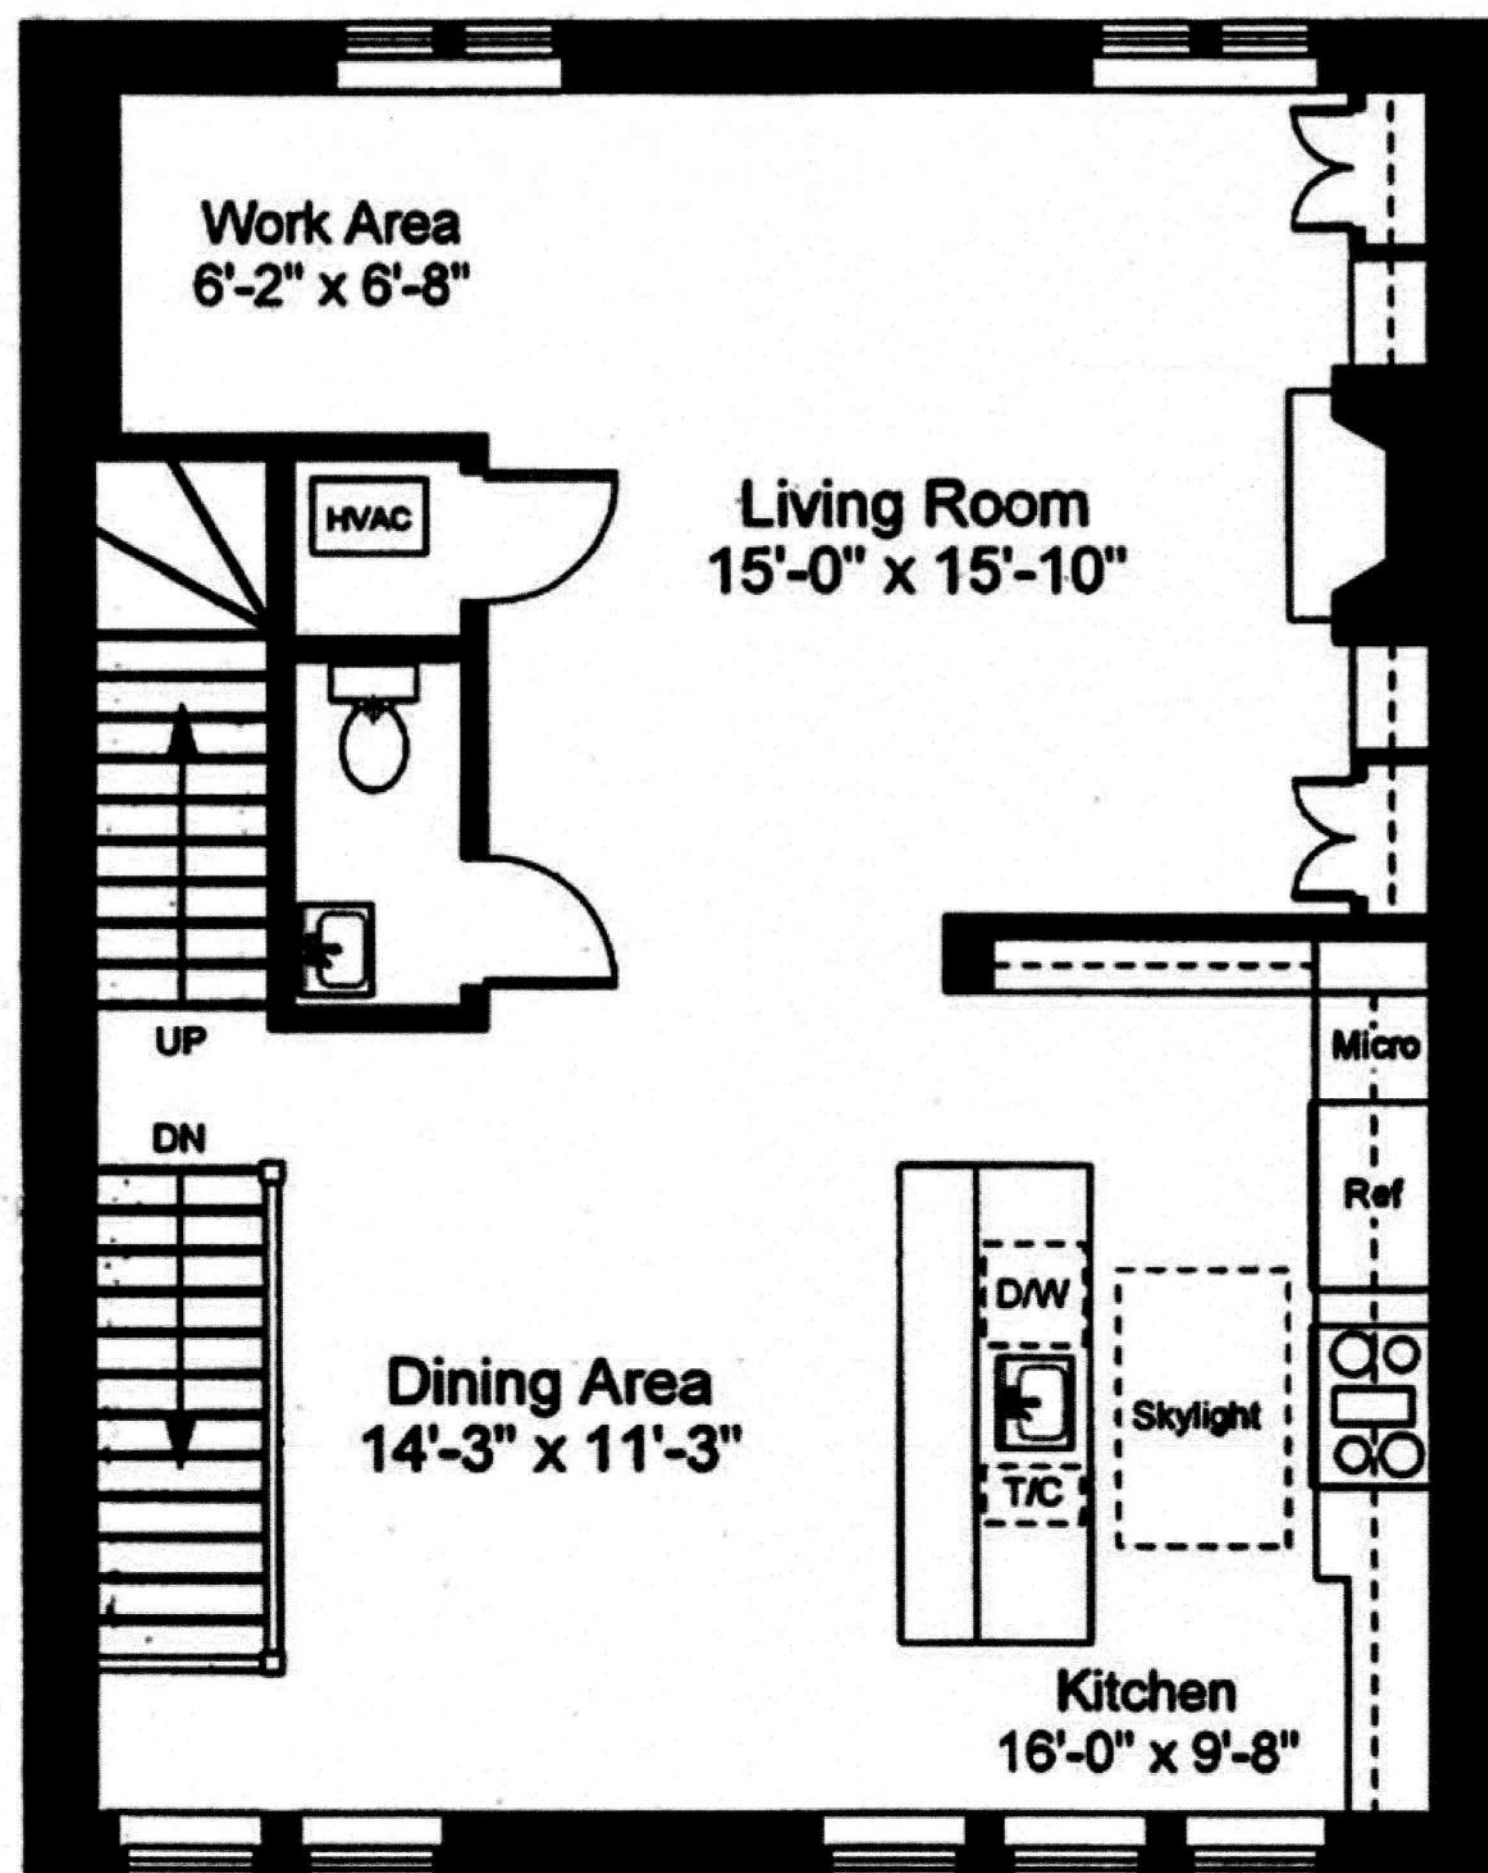 Work Area
6'-2" x 6'-8"
HVAC
Living Room
15'-0" x 15'-10"
UP
DN
Micro
Ref
D/W
Skylight
T/C
Dining Area
14'-3" x 11'-3"
Kitchen
16'-0" x 9'-8"